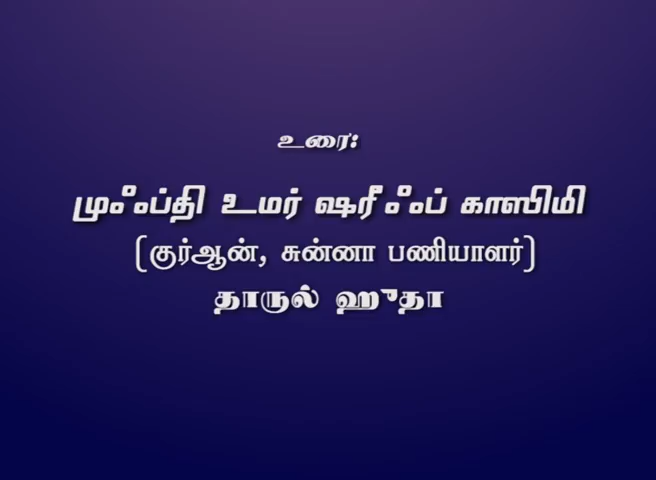 உரை:
முஃப்தி உமர் ஷரீஃப் காஸிமி
(குர்ஆன், சுன்னா பணியாளர்)
தாருல் ஹுதா